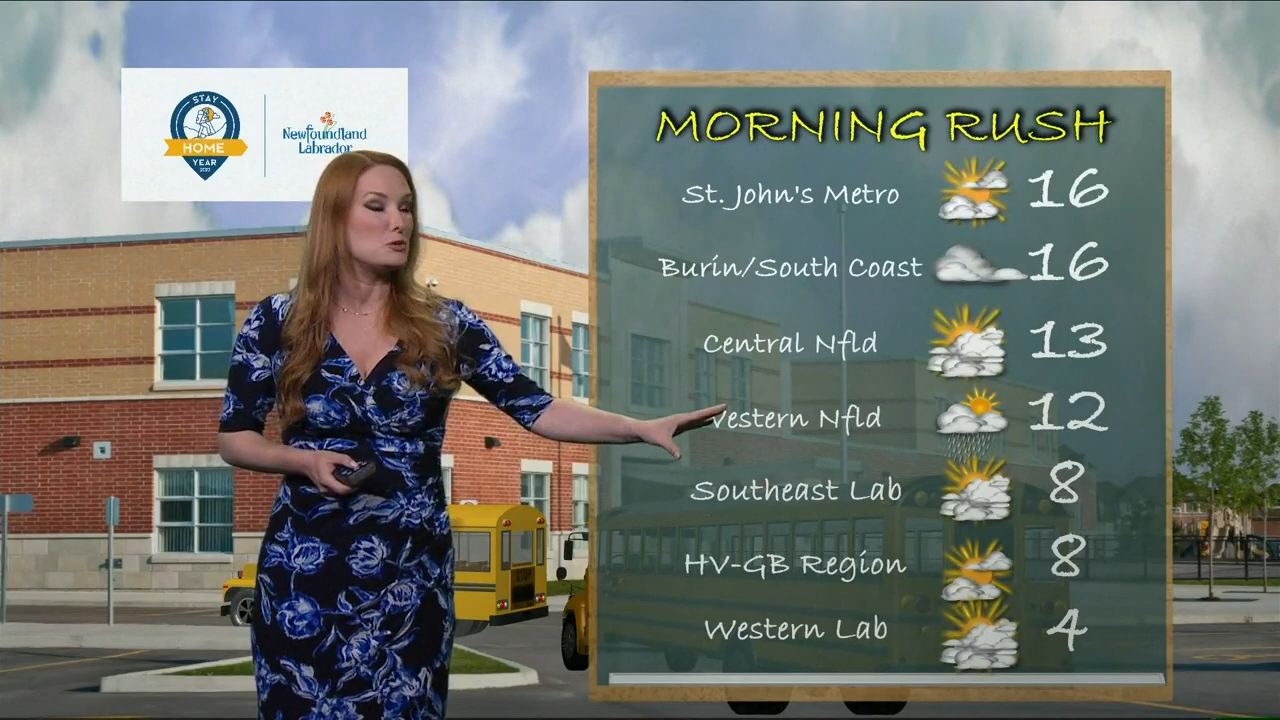 STAY
HOME
YEAR
2020
Newfoundland
Labrador
MORNING RUSH
St. John's Metro 16
Burin/South Coast 16
Central Nfld 13
Western Nfld 12
Southeast Lab 8
HV-GB Region 8
Western Lab 4